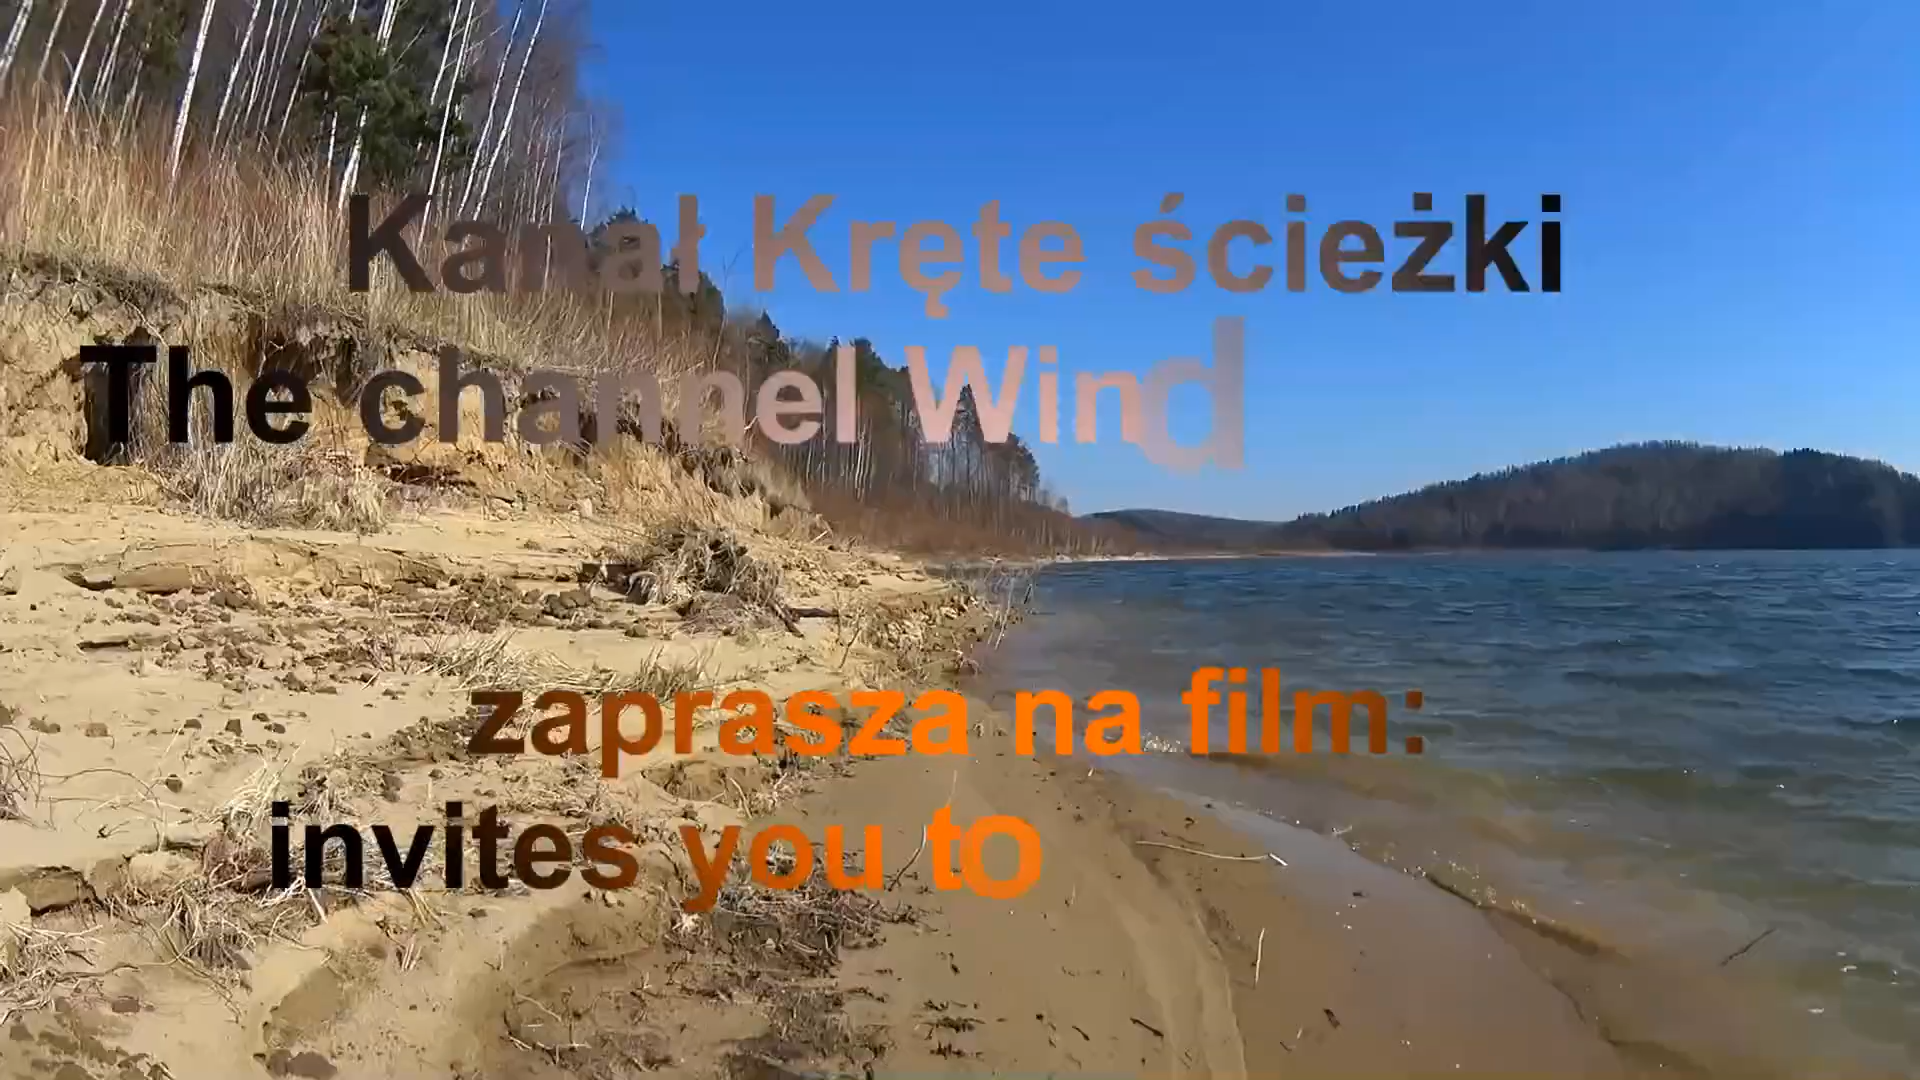 Kanał Kręte ścieżki
The channel Wind
zaprasza na film:
invites you to